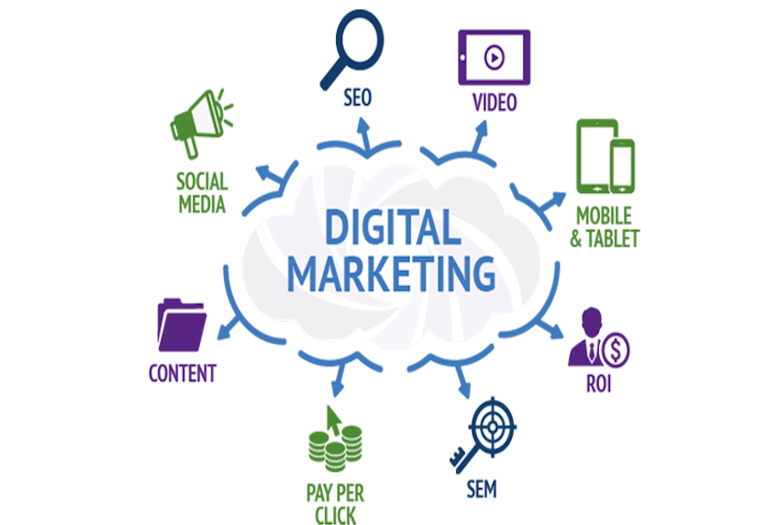 SEO
VIDEO
SOCIAL
MEDIA
MOBILE
& TABLET
DIGITAL
MARKETING
CONTENT
$
ROI
PAY PER
CLICK
SEM